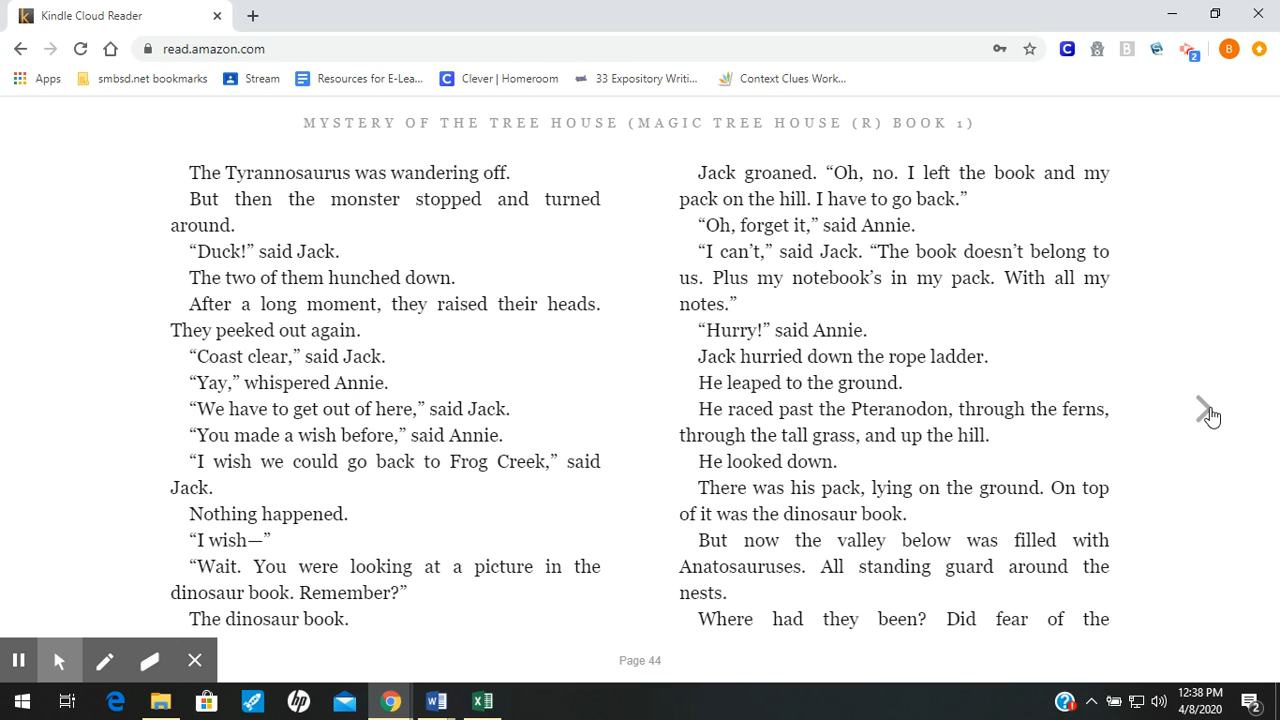 Kindle Cloud Reader
read.amazon.com
Apps
smbsd.net bookmarks
Stream
Resources for E-Lea...
Clever | Homeroom
33 Expository Writi...
Context Clues Work...
C
B
2
B
MYSTERY OF THE TREE HOUSE (MAGIC TREE HOUSE (R) BOOK 1)
The Tyrannosaurus was wandering off.
But then the monster stopped and turned
around.
“Duck!” said Jack.
The two of them hunched down.
After a long moment, they raised their heads.
They peeked out again.
“Coast clear,” said Jack.
“Yay,” whispered Annie.
“We have to get out of here,” said Jack.
“You made a wish before,” said Annie.
“I wish we could go back to Frog Creek,” said
Jack.
Nothing happened.
“I wish—”
“Wait. You were looking at a picture in the
dinosaur book. Remember?”
The dinosaur book.
Jack groaned. “Oh, no. I left the book and my
pack on the hill. I have to go back.”
“Oh, forget it,” said Annie.
“I can’t,” said Jack. “The book doesn’t belong to
us. Plus my notebook’s in my pack. With all my
notes.”
“Hurry!” said Annie.
Jack hurried down the rope ladder.
He leaped to the ground.
He raced past the Pteranodon, through the ferns,
through the tall grass, and up the hill.
He looked down.
There was his pack, lying on the ground. On top
of it was the dinosaur book.
But now the valley below was filled with
Anatosauruses. All standing guard around the
nests.
Where had they been? Did fear of the
Page 44
12:38 PM
4/8/2020
2